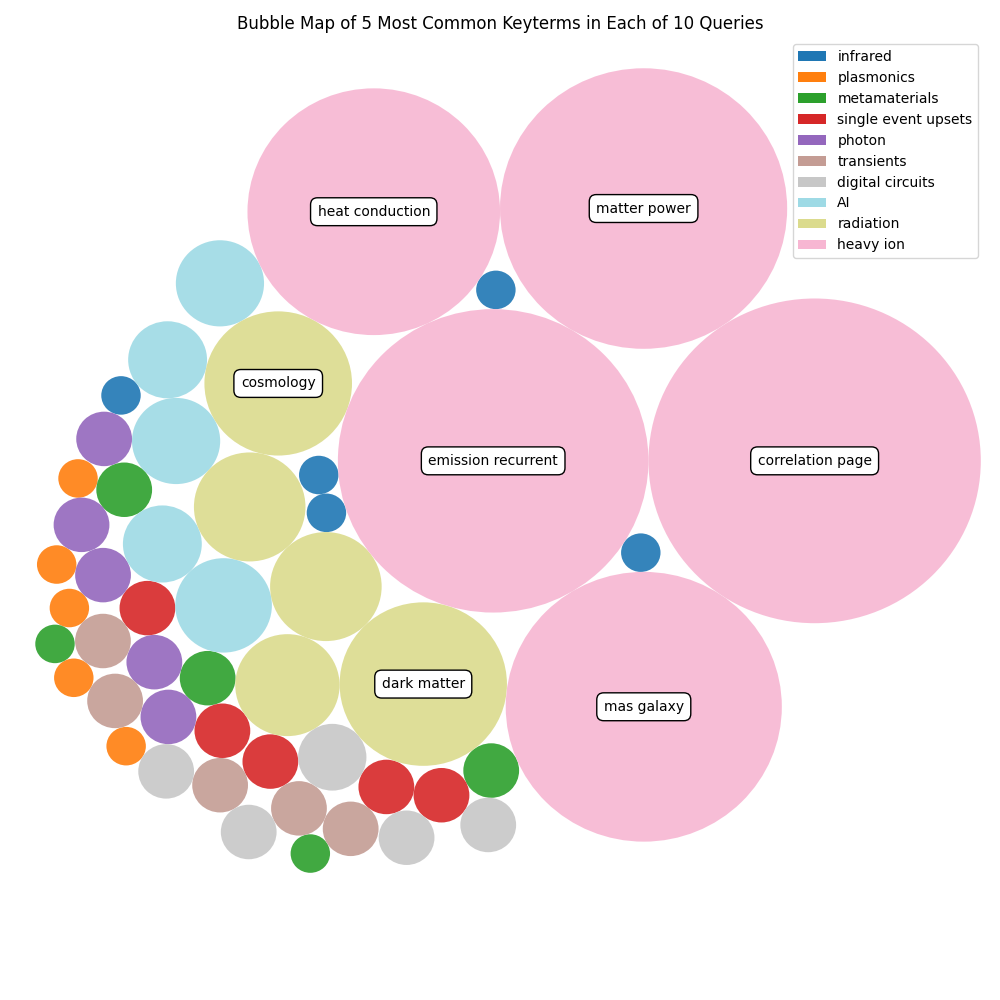 Bubble Map of 5 Most Common Keyterms in Each of 10 Queries
infrared
plasmonics
metamaterials
single event upsets
photon
transients
digital circuits
AI
radiation
heavy ion
heat conduction
matter power
cosmology
emission recurrent
correlation page
dark matter
mas galaxy